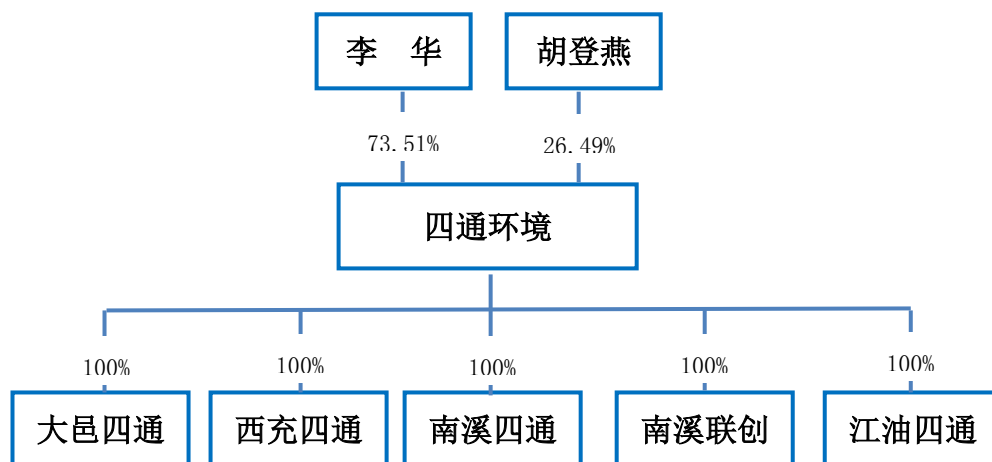 李　华 胡登燕
73.51% 26.49%
四通环境
100% 100% 100% 100% 100%
大邑四通 西充四通 南溪四通 南溪联创 江油四通